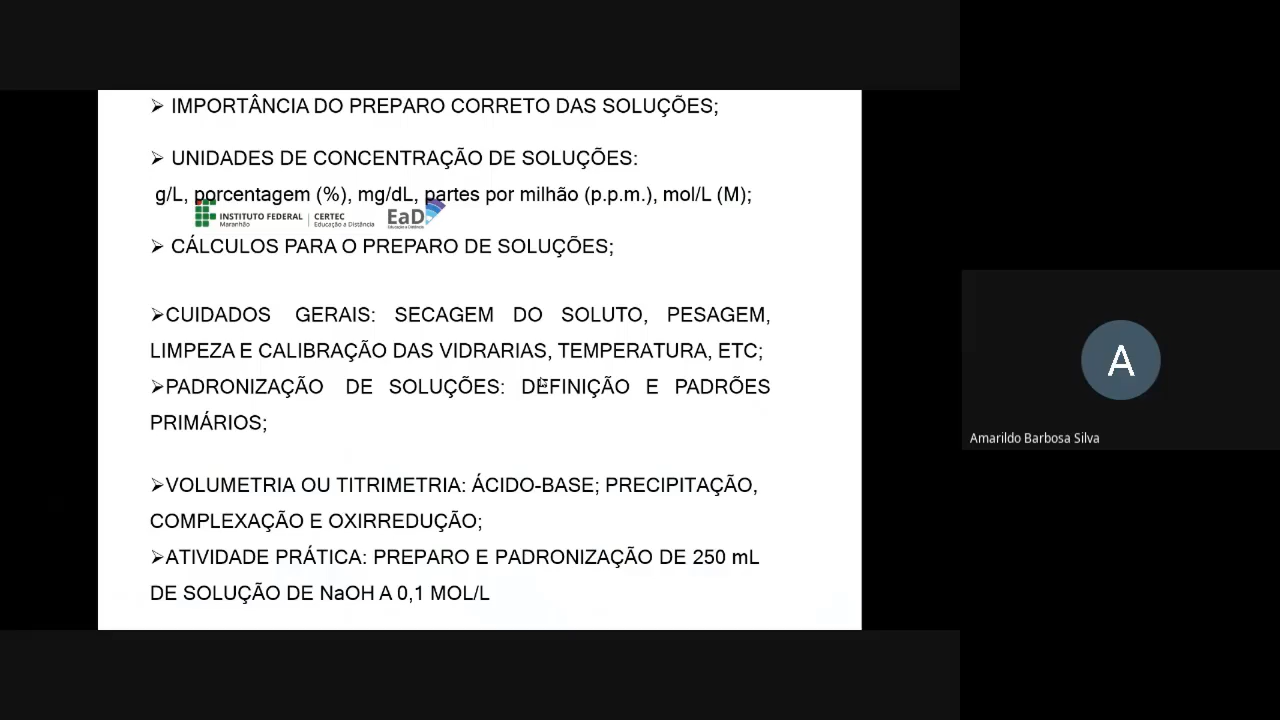 ➢ IMPORTÂNCIA DO PREPARO CORRETO DAS SOLUÇÕES;
➢ UNIDADES DE CONCENTRAÇÃO DE SOLUÇÕES:
g/L, porcentagem (%), mg/dL, partes por milhão (p.p.m.), mol/L (M);
INSTITUTO FEDERAL
Maranhão
CERTEC
Educação a Distância
EaD
Educação a Distância
➢ CÁLCULOS PARA O PREPARO DE SOLUÇÕES;
➢CUIDADOS GERAIS: SECAGEM DO SOLUTO, PESAGEM,
LIMPEZA E CALIBRAÇÃO DAS VIDRARIAS, TEMPERATURA, ETC;
➢PADRONIZAÇÃO DE SOLUÇÕES: DEFINIÇÃO E PADRÕES
PRIMÁRIOS;
➢VOLUMETRIA OU TITRIMETRIA: ÁCIDO-BASE; PRECIPITAÇÃO,
COMPLEXAÇÃO E OXIRREDUÇÃO;
➢ATIVIDADE PRÁTICA: PREPARO E PADRONIZAÇÃO DE 250 mL
DE SOLUÇÃO DE NaOH A 0,1 MOL/L
A
Amarildo Barbosa Silva